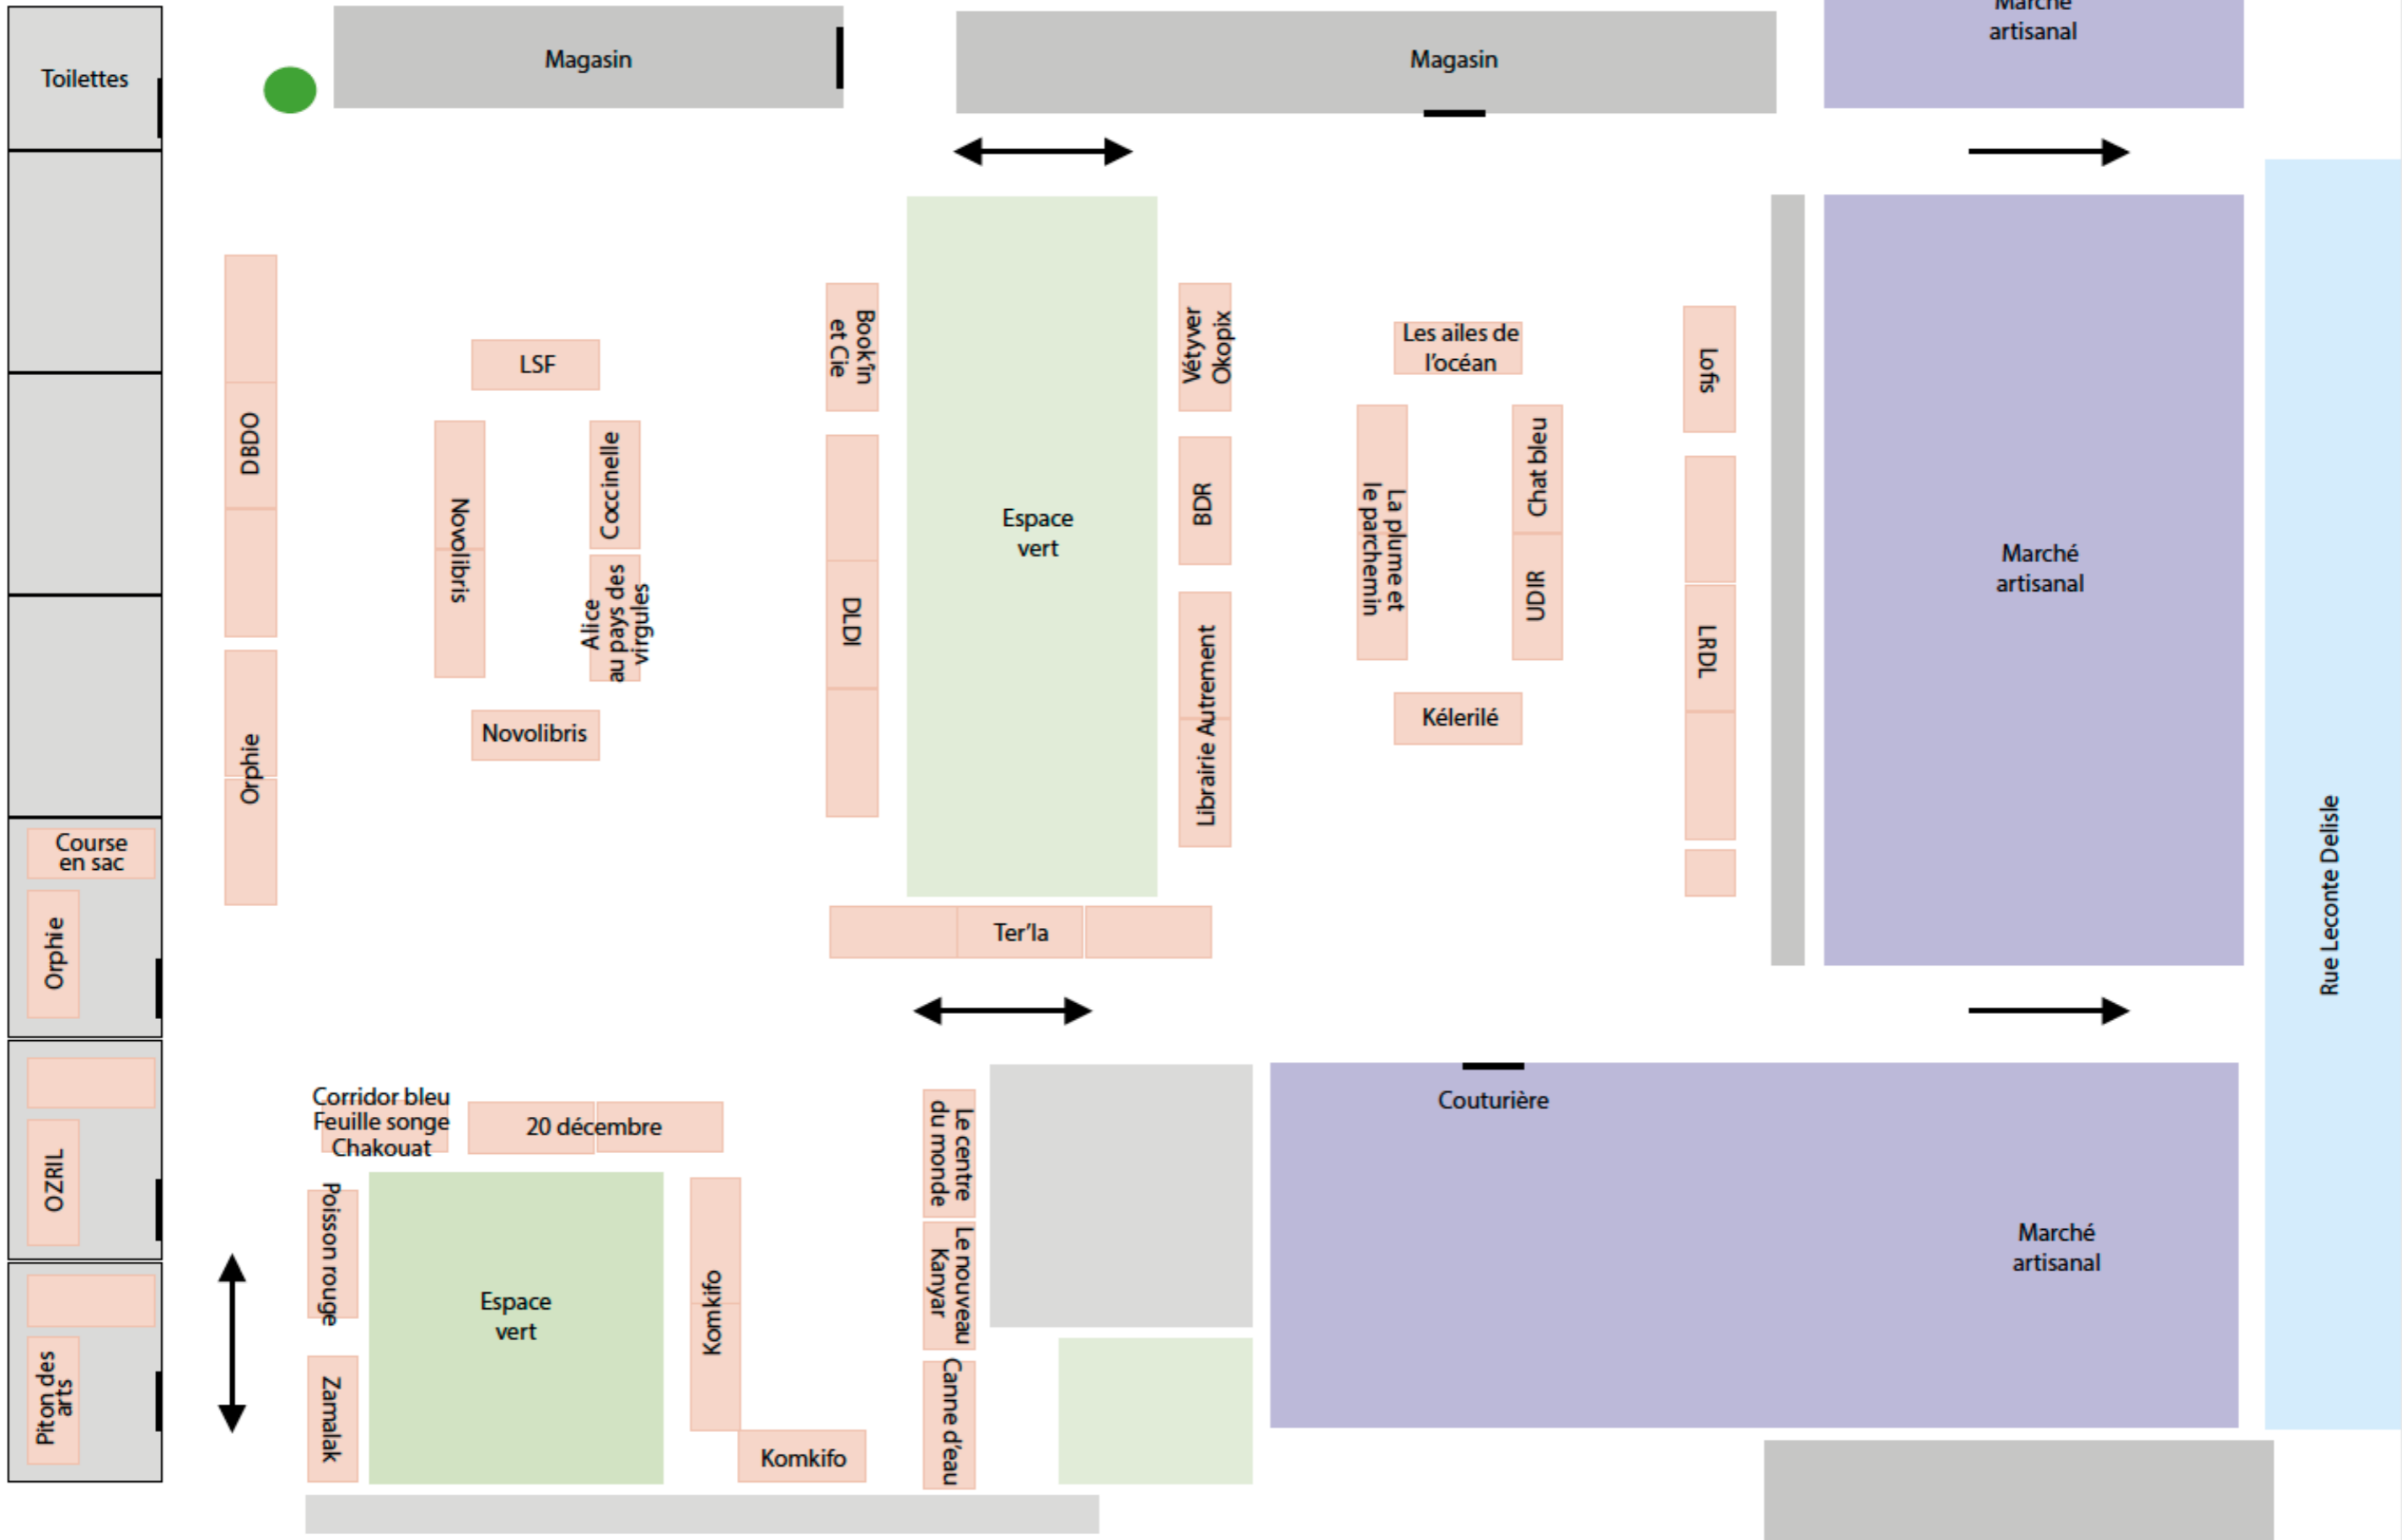 Toilettes
Magasin
Magasin
Marché
artisanal
DBDO
LSF
Novolibris
Coccinelle
Alice
au pays des
virgules
Novolibris
Orphie
Book'in
et Cie
DLDI
Espace
vert
Vétyver
Okopix
BDR
Librairie Autrement
Les ailes de
l'océan
La plume et
le parchemin
Chat bleu
UDIR
Kélerilé
Lofis
LRDL
Marché
artisanal
Rue Leconte Delisle
Ter'la
Course
en sac
Orphie
OZRIL
Piton des
arts
Corridor bleu
Feuille songe
Chakouat
20 décembre
Poisson rouge
Zamalak
Espace
vert
Komkifo
Komkifo
Le centre
du monde
Le nouveau
Kanyar
Canne d'eau
Couturière
Marché
artisanal